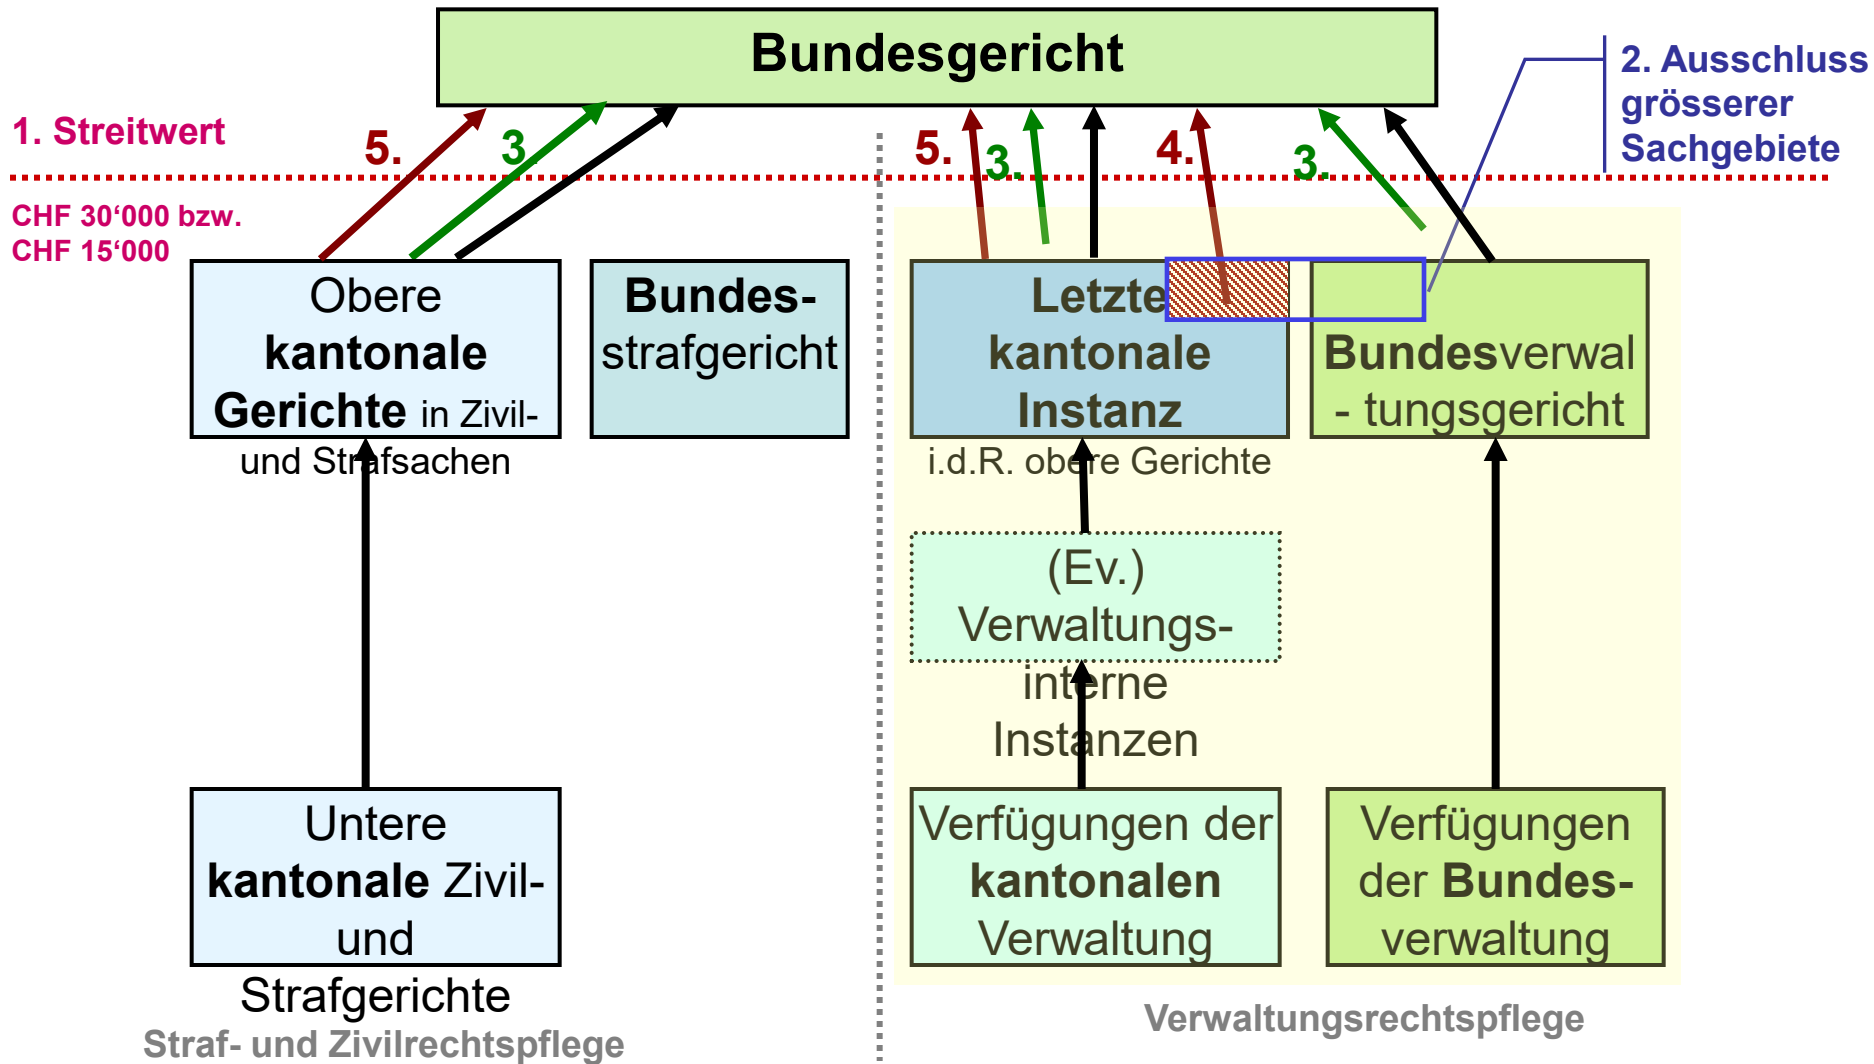 Bundesgericht
2. Ausschluss
grösserer
Sachgebiete
1. Streitwert
5.
3.
5.
3.
4.
3.
CHF 30‘000 bzw.
CHF 15‘000
Obere
kantonale
Gerichte in Zivil-
und Strafsachen
Bundes-
strafgericht
Letzte
kantonale
Instanz
i.d.R. obere Gerichte
Bundesverwal
- tungsgericht
(Ev.)
Verwaltungs-
interne
Instanzen
Untere
kantonale Zivil-
und
Strafgerichte
Verfügungen der
kantonalen
Verwaltung
Verfügungen
der Bundes-
verwaltung
Straf- und Zivilrechtspflege
Verwaltungsrechtspflege